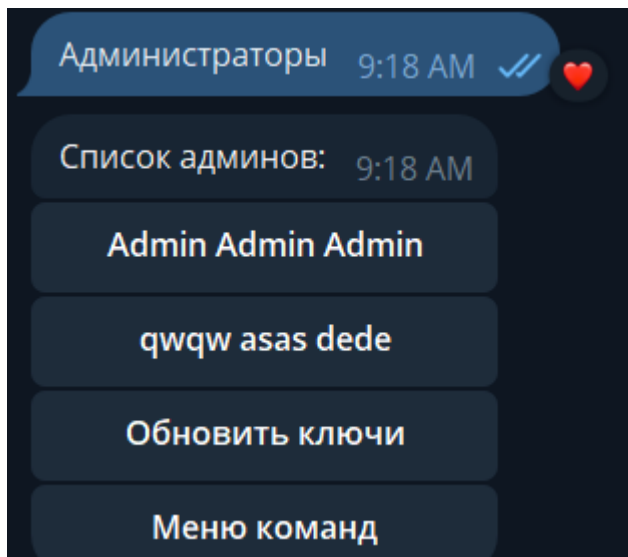 Администраторы 9:18 AM
Список админов: 9:18 AM
Admin Admin Admin
qwqw asas dede
Обновить ключи
Меню команд